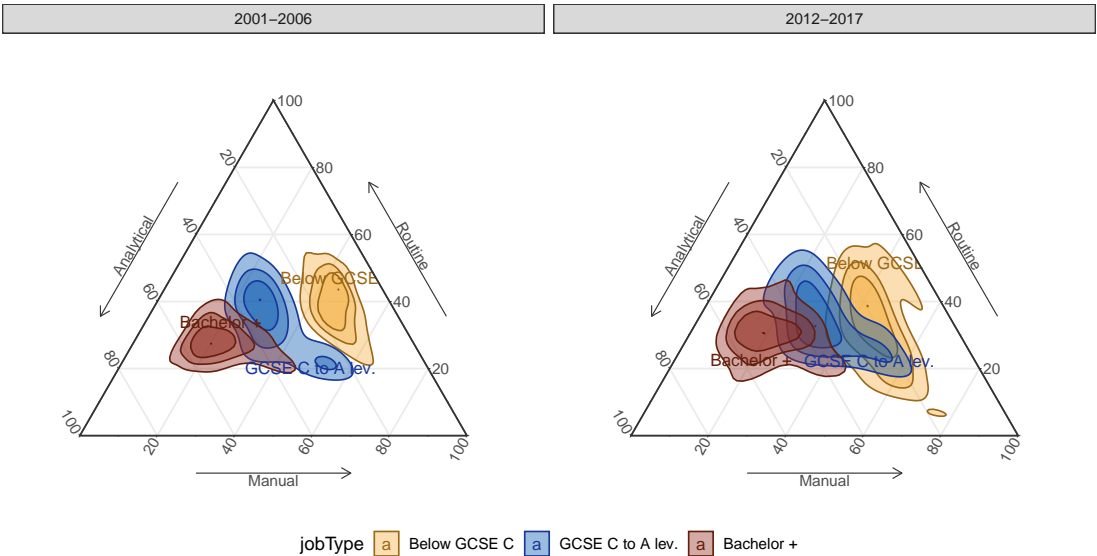 2001–2006
2012–2017
100
80
60
40
20
20
40
60
80
100
20
40
60
80
100
Analytical
Routine
Manual
Below GCSE
Bachelor +
GCSE C to A lev.
100
80
60
40
20
20
40
60
80
100
20
40
60
80
100
Analytical
Routine
Manual
Below GCSE
Bachelor +
GCSE C to A lev.
jobType a Below GCSE C a GCSE C to A lev. a Bachelor +